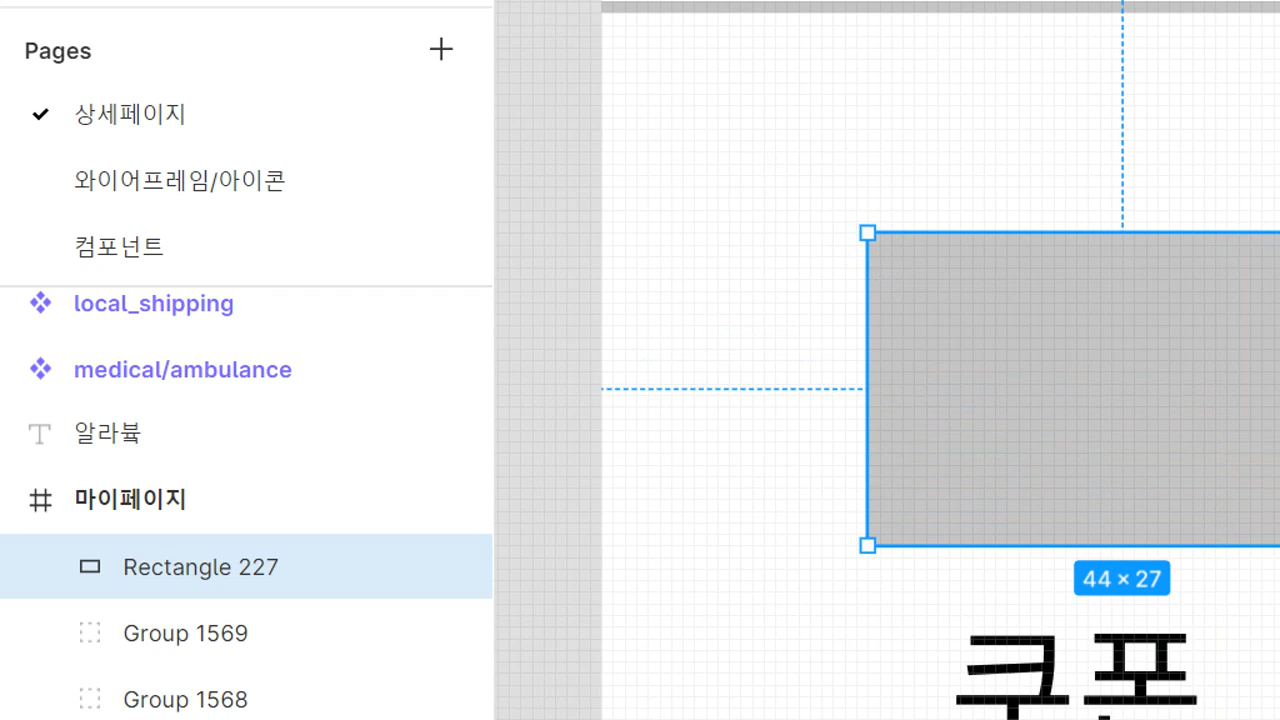 Pages
상세페이지
와이어프레임/아이콘
컴포넌트
local_shipping
medical/ambulance
알라뷰
마이페이지
Rectangle 227
Group 1569
Group 1568
44 × 27
쿠폰